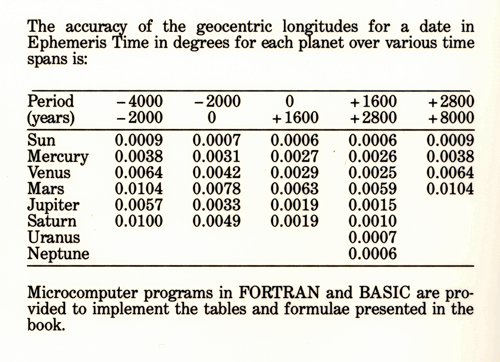 The accuracy of the geocentric longitudes for a date in
Ephemeris Time in degrees for each planet over various time
spans is:
Period −4000 −2000 0 +1600 +2800
(years) −2000 0 +1600 +2800 +8000
Sun 0.0009 0.0007 0.0006 0.0006 0.0009
Mercury 0.0038 0.0031 0.0027 0.0026 0.0038
Venus 0.0064 0.0042 0.0029 0.0025 0.0064
Mars 0.0104 0.0078 0.0063 0.0059 0.0104
Jupiter 0.0057 0.0033 0.0019 0.0015
Saturn 0.0100 0.0049 0.0019 0.0010
Uranus 0.0007
Neptune 0.0006
Microcomputer programs in FORTRAN and BASIC are pro-
vided to implement the tables and formulae presented in the
book.